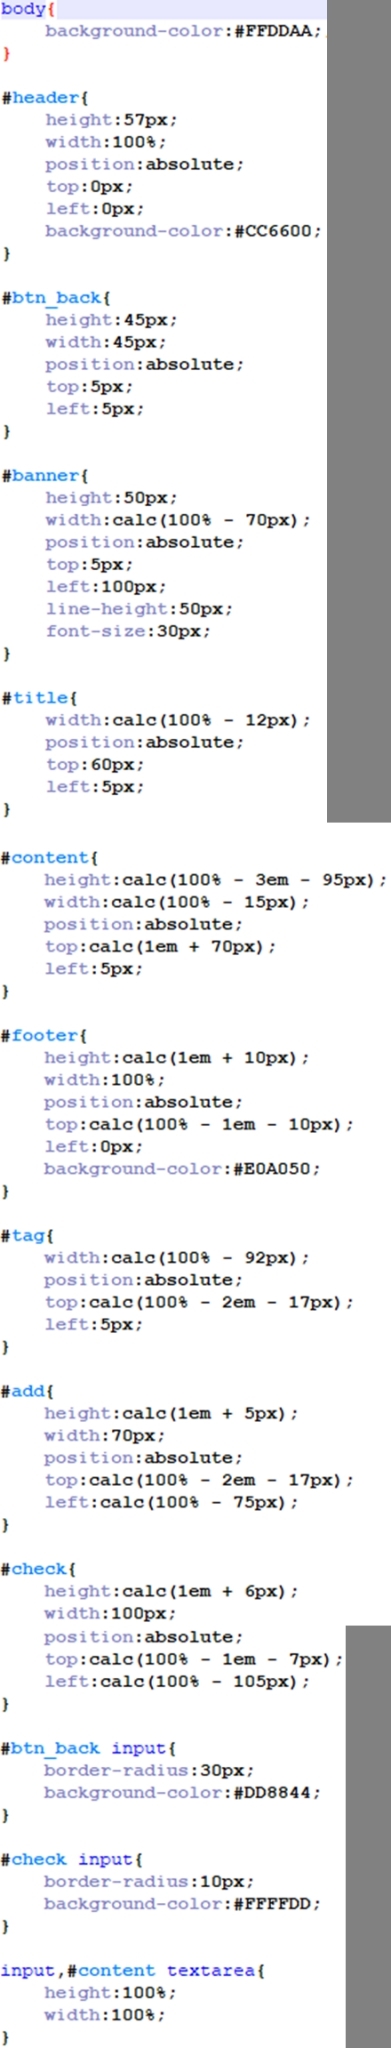 body{
background-color:#FFDDAA;
}
#header{
height:57px;
width:100%;
position:absolute;
top:0px;
left:0px;
background-color:#CC6600;
}
#btn_back{
height:45px;
width:45px;
position:absolute;
top:5px;
left:5px;
}
#banner{
height:50px;
width:calc(100% - 70px);
position:absolute;
top:5px;
left:100px;
line-height:50px;
font-size:30px;
}
#title{
width:calc(100% - 12px);
position:absolute;
top:60px;
left:5px;
}
#content{
height:calc(100% - 3em - 95px);
width:calc(100% - 15px);
position:absolute;
top:calc(1em + 70px);
left:5px;
}
#footer{
height:calc(1em + 10px);
width:100%;
position:absolute;
top:calc(100% - 1em - 10px);
left:0px;
background-color:#E0A050;
}
#tag{
width:calc(100% - 92px);
position:absolute;
top:calc(100% - 2em - 17px);
left:5px;
}
#add{
height:calc(1em + 5px);
width:70px;
position:absolute;
top:calc(100% - 2em - 17px);
left:calc(100% - 75px);
}
#check{
height:calc(1em + 6px);
width:100px;
position:absolute;
top:calc(100% - 1em - 7px);
left:calc(100% - 105px);
}
#btn_back input{
border-radius:30px;
background-color:#DD8844;
}
#check input{
border-radius:10px;
background-color:#FFFFDD;
}
input,#content textarea{
height:100%;
width:100%;
}